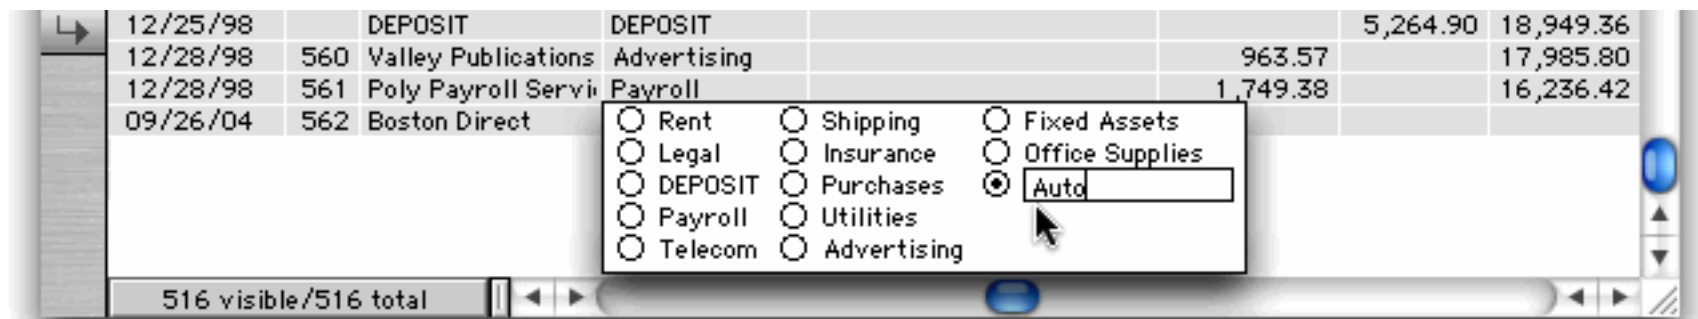 12/25/98 DEPOSIT DEPOSIT 5,264.90 18,949.36
12/28/98 560 Valley Publications Advertising 963.57 17,985.80
12/28/98 561 Poly Payroll Servi Payroll 1,749.38 16,236.42
09/26/04 562 Boston Direct
Rent Shipping Fixed Assets
Legal Insurance Office Supplies
DEPOSIT Purchases Auto
Payroll Utilities
Telecom Advertising
516 visible/516 total